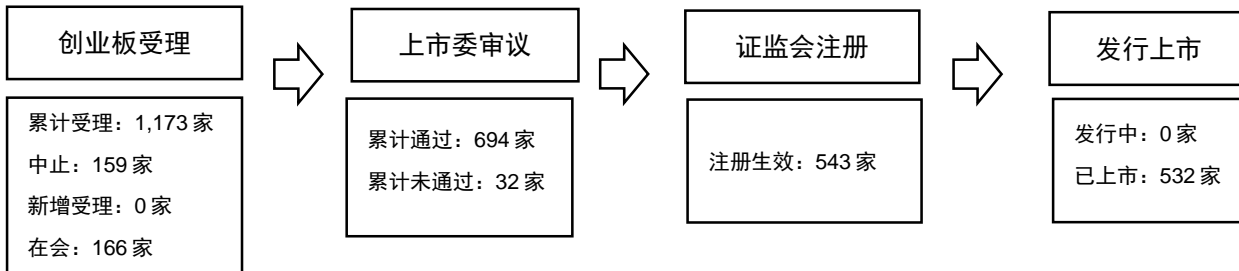 创业板受理
累计受理：1,173 家
中止：159 家
新增受理：0 家
在会：166 家
上市委审议
累计通过：694 家
累计未通过：32 家
证监会注册
注册生效：543 家
发行上市
发行中：0 家
已上市：532 家